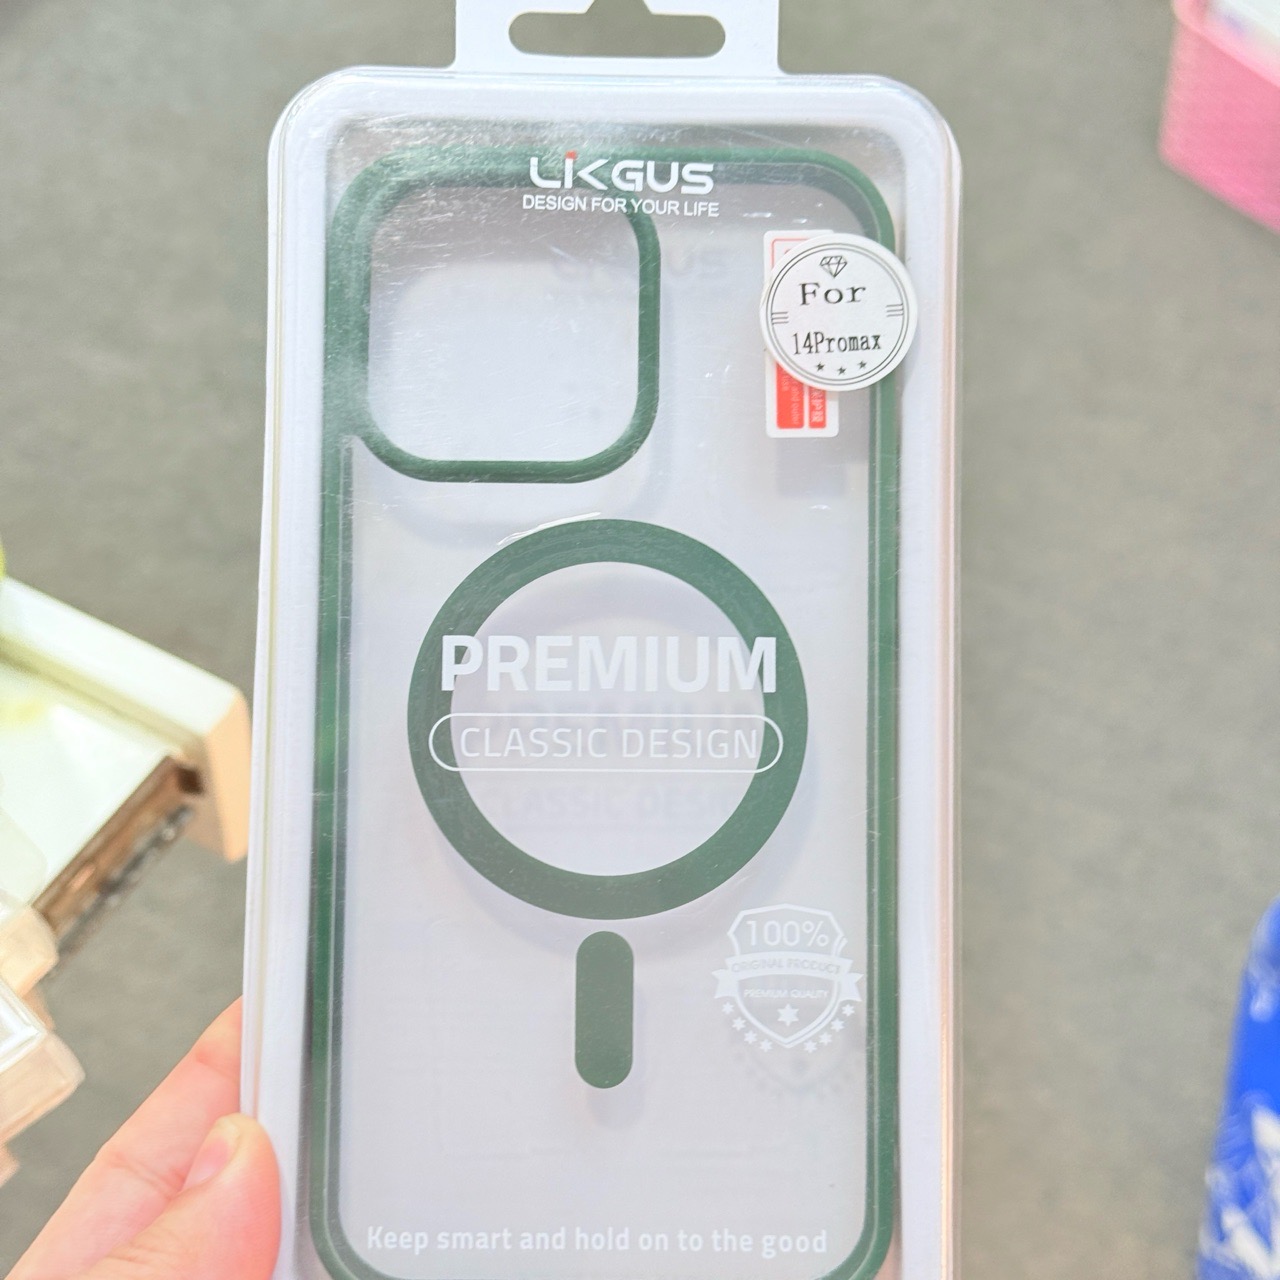 LIKGUS
DESIGN FOR YOUR LIFE
For
14Promax
PREMIUM
CLASSIC DESIGN
100%
ORIGINAL PRODUCT
PREMIUM QUALITY
Keep smart and hold on to the good